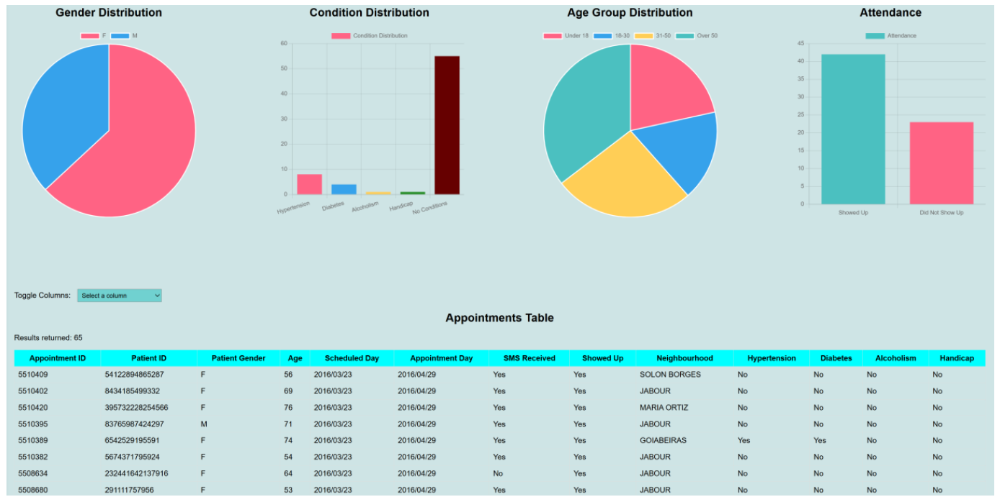 Gender Distribution
F M
Condition Distribution
Condition Distribution
60
50
40
30
20
10
0
Hypertension Diabetes Alcoholism Handicap No Conditions
Age Group Distribution
Under 18 18-30 31-50 Over 50
Attendance
Attendance
45
40
35
30
25
20
15
10
5
0
Showed Up Did Not Show Up
Toggle Columns: Select a column
Appointments Table
Results returned: 65
Appointment ID Patient ID Patient Gender Age Scheduled Day Appointment Day SMS Received Showed Up Neighbourhood Hypertension Diabetes Alcoholism Handicap
5510409 54122894865287 F 56 2016/03/23 2016/04/29 Yes Yes SOLON BORGES No No No No
5510402 8434185499332 F 69 2016/03/23 2016/04/29 Yes Yes JABOUR No No No No
5510420 395732228254566 F 76 2016/03/23 2016/04/29 Yes Yes MARIA ORTIZ No No No No
5510395 83765987424297 M 71 2016/03/23 2016/04/29 Yes Yes JABOUR No No No No
5510389 6542529195591 F 74 2016/03/23 2016/04/29 Yes Yes GOIABEIRAS Yes Yes No No
5510382 5674371795924 F 54 2016/03/23 2016/04/29 Yes Yes JABOUR No No No No
5508634 232441642137916 F 64 2016/03/23 2016/04/29 No Yes JABOUR No No No No
5508680 291111757956 F 53 2016/03/23 2016/04/29 Yes Yes JABOUR No No No No